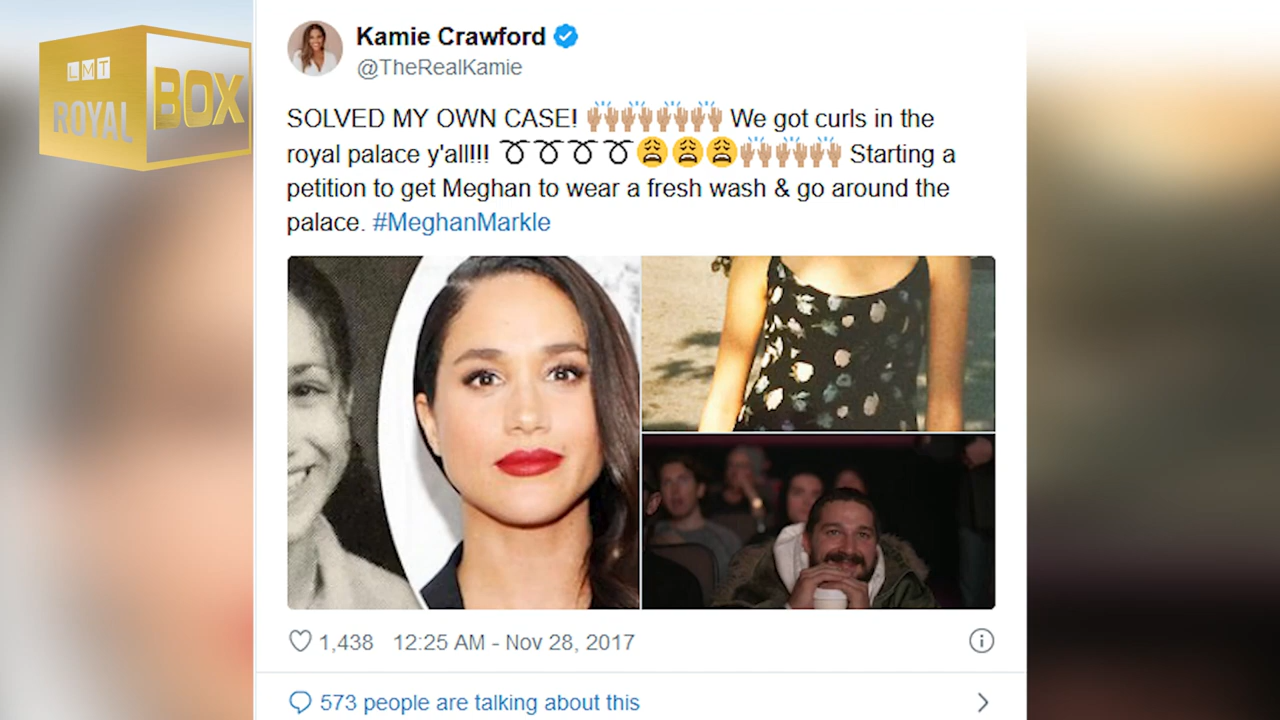 LMT
ROYAL
BOX
Kamie Crawford
@TheRealKamie
SOLVED MY OWN CASE! 🙌🏽🙌🏽🙌🏽🙌🏽 We got curls in the
royal palace y'all!!! ➰➰➰➰😩😩😩🙌🏽🙌🏽🙌🏽 Starting a
petition to get Meghan to wear a fresh wash & go around the
palace. #MeghanMarkle
1,438 12:25 AM - Nov 28, 2017
573 people are talking about this